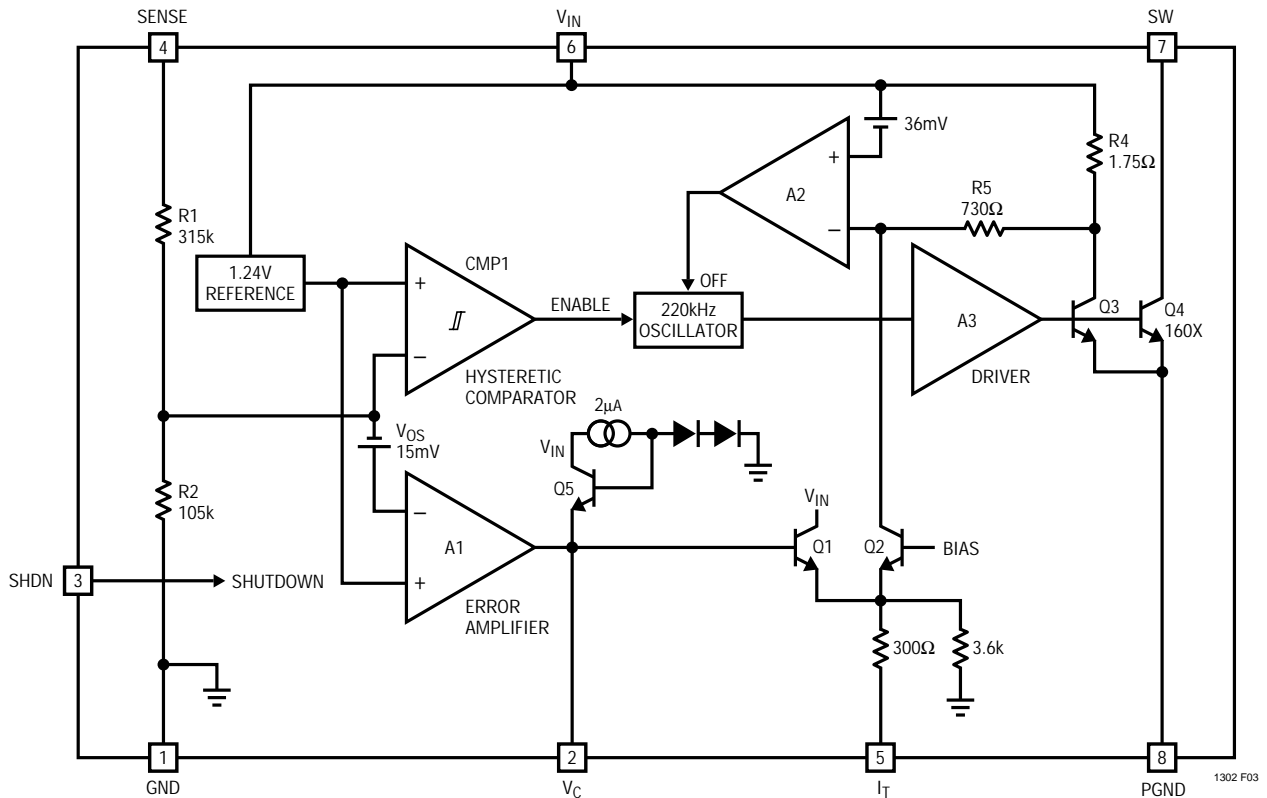 SENSE
VIN
SW
4
6
7
36mV
R4
1.75Ω
A2
+
–
R5
730Ω
R1
315k
1.24V
REFERENCE
CMP1
+
–
HYSTERETIC
COMPARATOR
ENABLE
OFF
220kHz
OSCILLATOR
A3
DRIVER
Q3
Q4
160X
VOS
15mV
2µA
VIN
Q5
R2
105k
A1
–
+
ERROR
AMPLIFIER
VIN
Q1
Q2
BIAS
SHDN
3
SHUTDOWN
300Ω
3.6k
1
2
5
8
GND
VC
IT
PGND
1302 F03